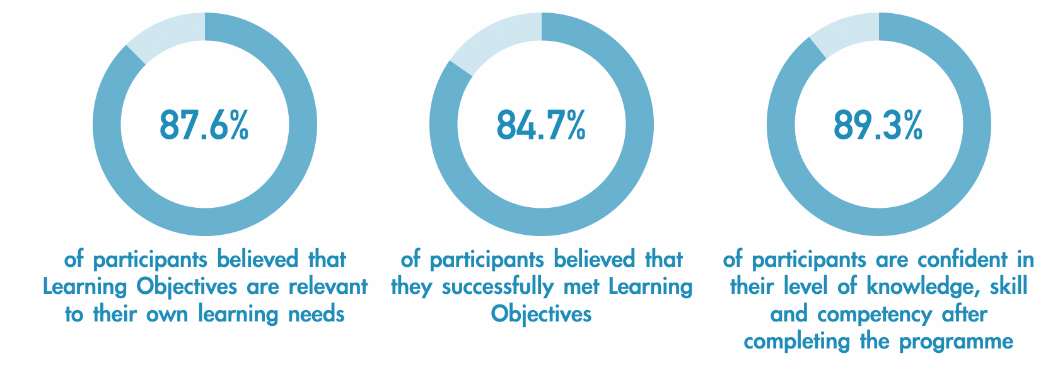 87.6%
of participants believed that
Learning Objectives are relevant
to their own learning needs
84.7%
of participants believed that
they successfully met Learning
Objectives
89.3%
of participants are confident in
their level of knowledge, skill
and competency after
completing the programme